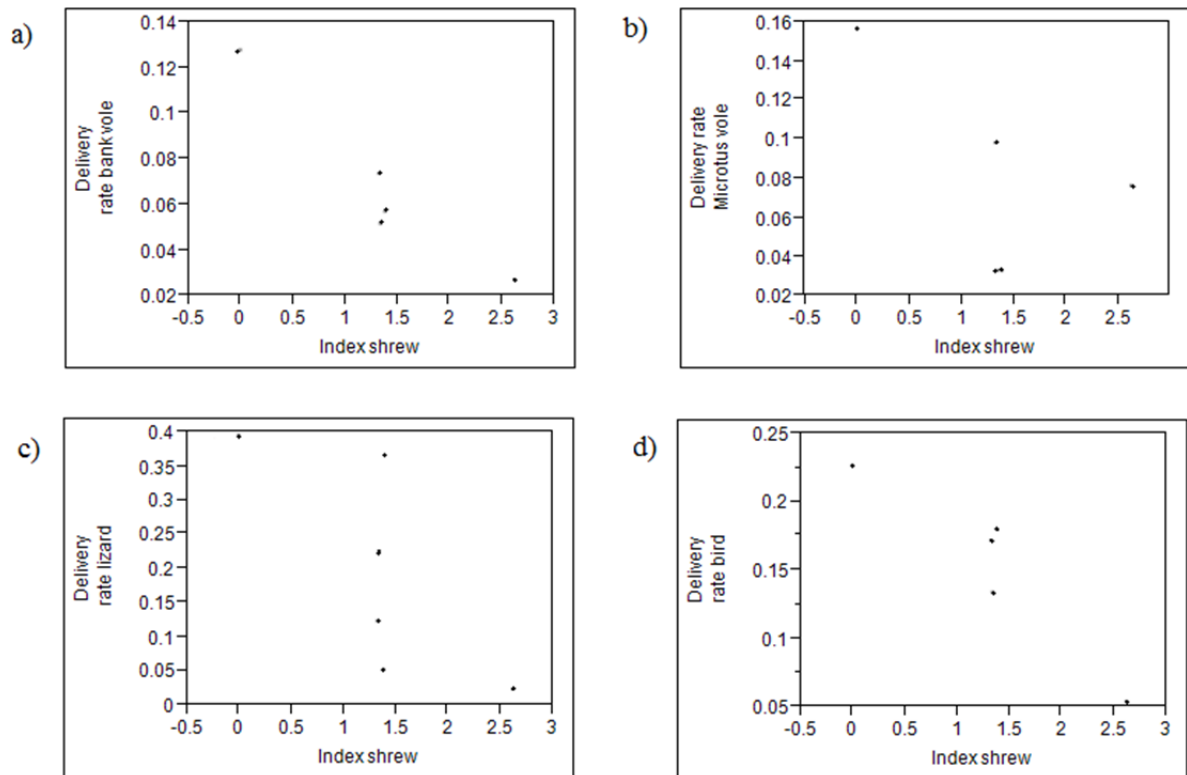 a)
Delivery
rate bank vole
0.14
0.12
0.1
0.08
0.06
0.04
0.02
-0.5 0 0.5 1 1.5 2 2.5 3
Index shrew
b)
Delivery rate
Microtus vole
0.16
0.14
0.12
0.1
0.08
0.06
0.04
0.02
-0.5 0 0.5 1 1.5 2 2.5
Index shrew
c)
Delivery
rate lizard
0.4
0.35
0.3
0.25
0.2
0.15
0.1
0.05
0
-0.5 0 0.5 1 1.5 2 2.5 3
Index shrew
d)
Delivery
rate bird
0.25
0.2
0.15
0.1
0.05
-0.5 0 0.5 1 1.5 2 2.5 3
Index shrew